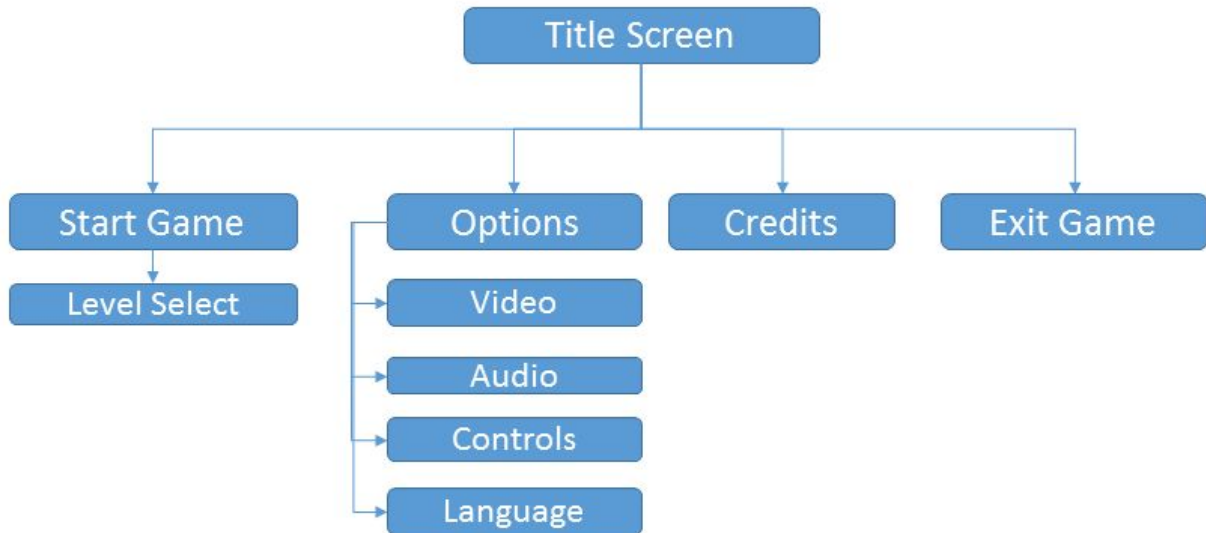 Title Screen
Start Game
Options
Credits
Exit Game
Level Select
Video
Audio
Controls
Language